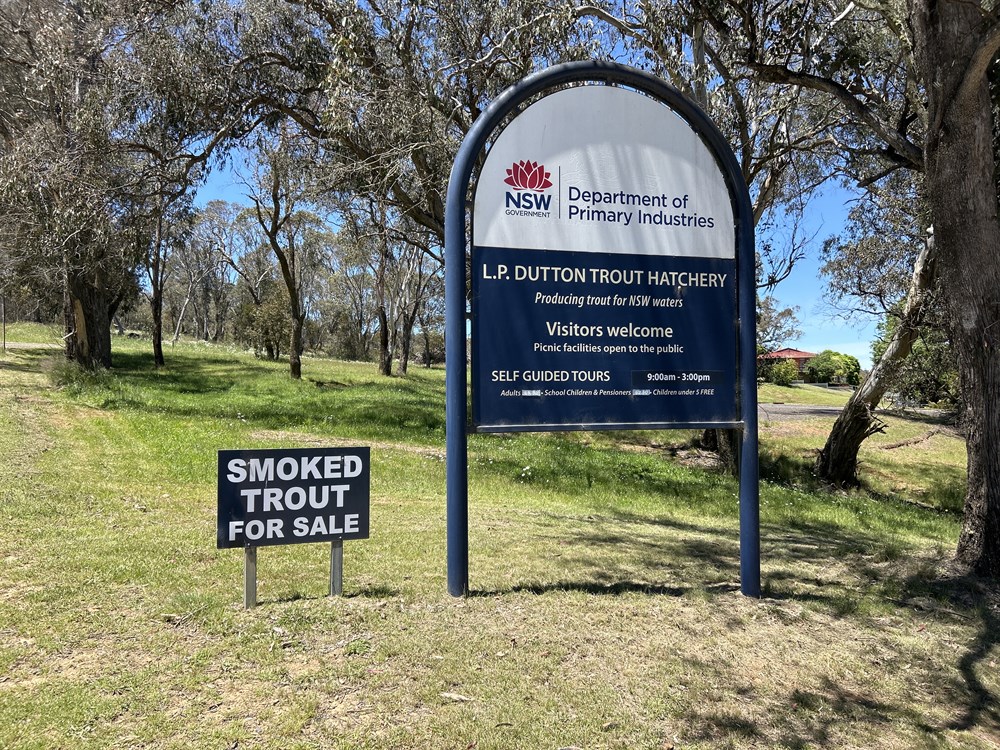 NSW
GOVERNMENT
Department of
Primary Industries
L.P. DUTTON TROUT HATCHERY
Producing trout for NSW waters
Visitors welcome
Picnic facilities open to the public
SELF GUIDED TOURS 9:00am - 3:00pm
Adults - School Children & Pensioners - Children under 5 FREE
SMOKED
TROUT
FOR SALE